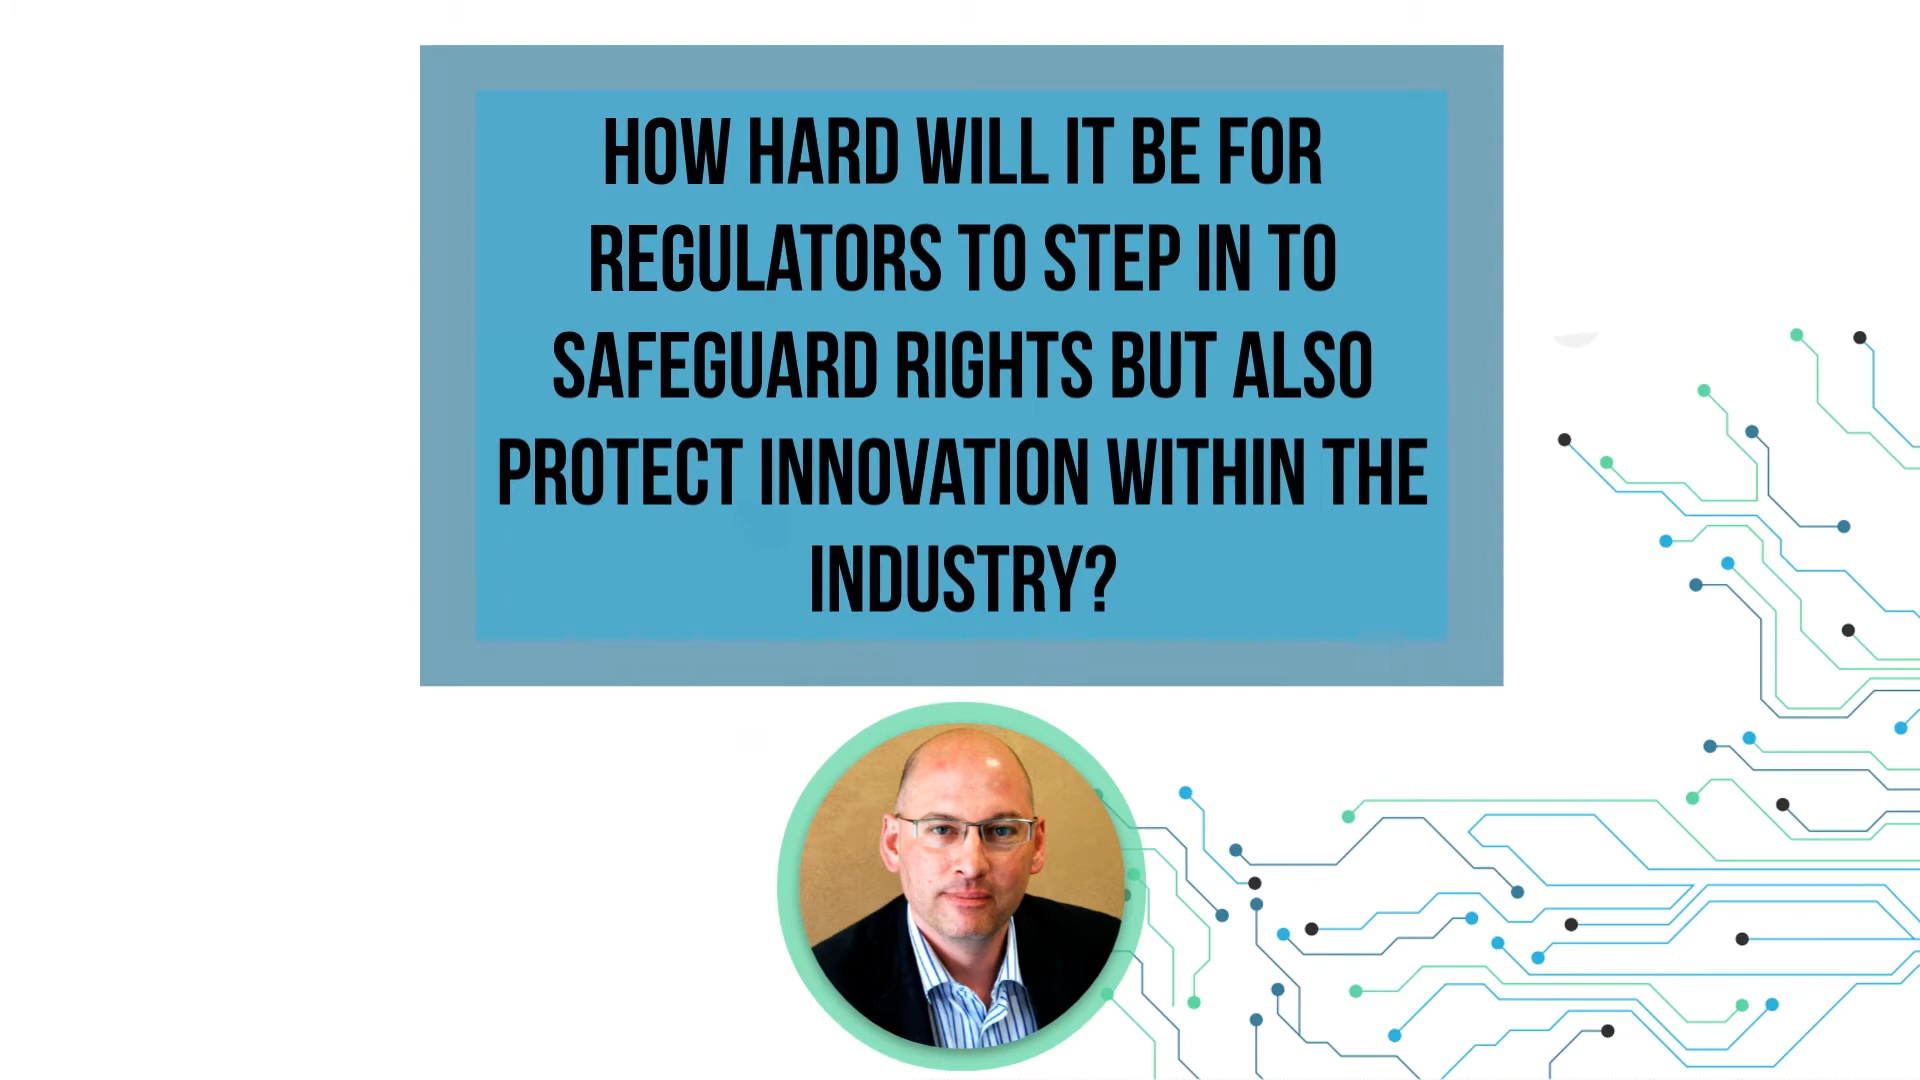 HOW HARD WILL IT BE FOR
REGULATORS TO STEP IN TO
SAFEGUARD RIGHTS BUT ALSO
PROTECT INNOVATION WITHIN THE
INDUSTRY?